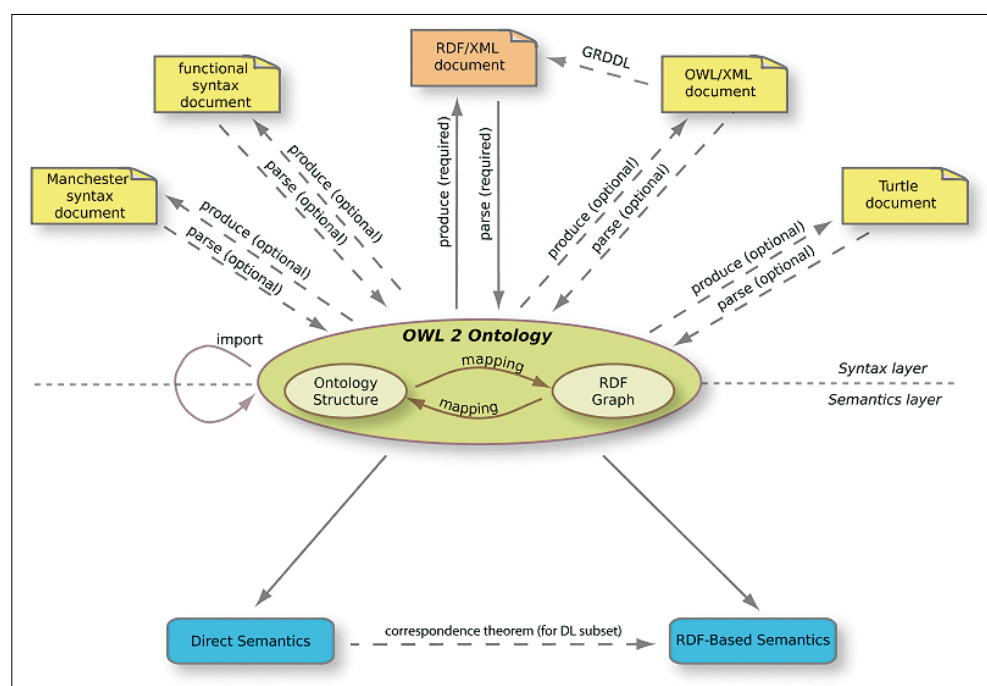 RDF/XML
document
GRDDL
functional
syntax
document
OWL/XML
document
Manchester
syntax
document
Turtle
document
produce (optional)
parse (optional)
produce (optional)
parse (optional)
produce (required)
parse (required)
produce (optional)
parse (optional)
produce (optional)
parse (optional)
import
OWL 2 Ontology
mapping
Ontology
Structure
RDF
Graph
mapping
Syntax layer
Semantics layer
Direct Semantics
correspondence theorem (for DL subset)
RDF-Based Semantics